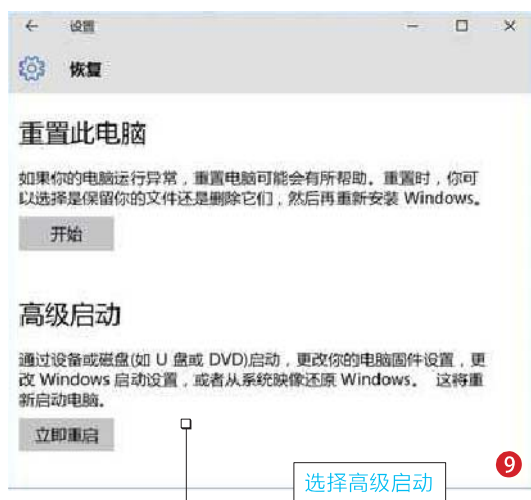 设置
恢复
重置此电脑
如果你的电脑运行异常，重置电脑可能会有所帮助。重置时，你可
以选择是保留你的文件还是删除它们，然后再重新安装 Windows。
开始
高级启动
通过设备或磁盘(如 U 盘或 DVD)启动，更改你的电脑固件设置，更
改 Windows 启动设置，或者从系统映像还原 Windows。 这将重
新启动电脑。
立即重启
9
选择高级启动